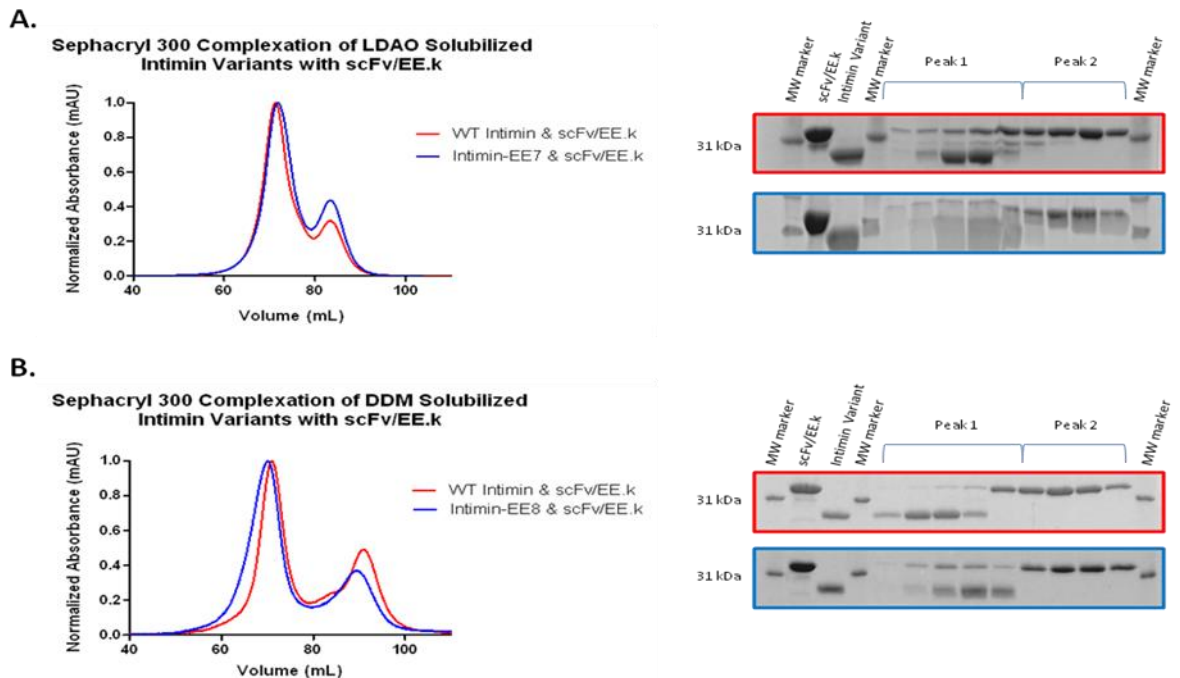 A.
Sephacryl 300 Complexation of LDAO Solubilized
Intimin Variants with scFv/EE.k
Normalized Absorbance (mAU)
1.0
0.8
0.6
0.4
0.2
0.0
40
60
80
100
Volume (mL)
WT Intimin & scFv/EE.k
Intimin-EE7 & scFv/EE.k
MW marker
scFv/EE.k
Intimin Variant
MW marker
Peak 1
Peak 2
MW marker
31 kDa
31 kDa
B.
Sephacryl 300 Complexation of DDM Solubilized
Intimin Variants with scFv/EE.k
Normalized Absorbance (mAU)
1.0
0.8
0.6
0.4
0.2
0.0
40
60
80
100
Volume (mL)
WT Intimin & scFv/EE.k
Intimin-EE8 & scFv/EE.k
MW marker
scFv/EE.k
Intimin Variant
MW marker
Peak 1
Peak 2
MW marker
31 kDa
31 kDa